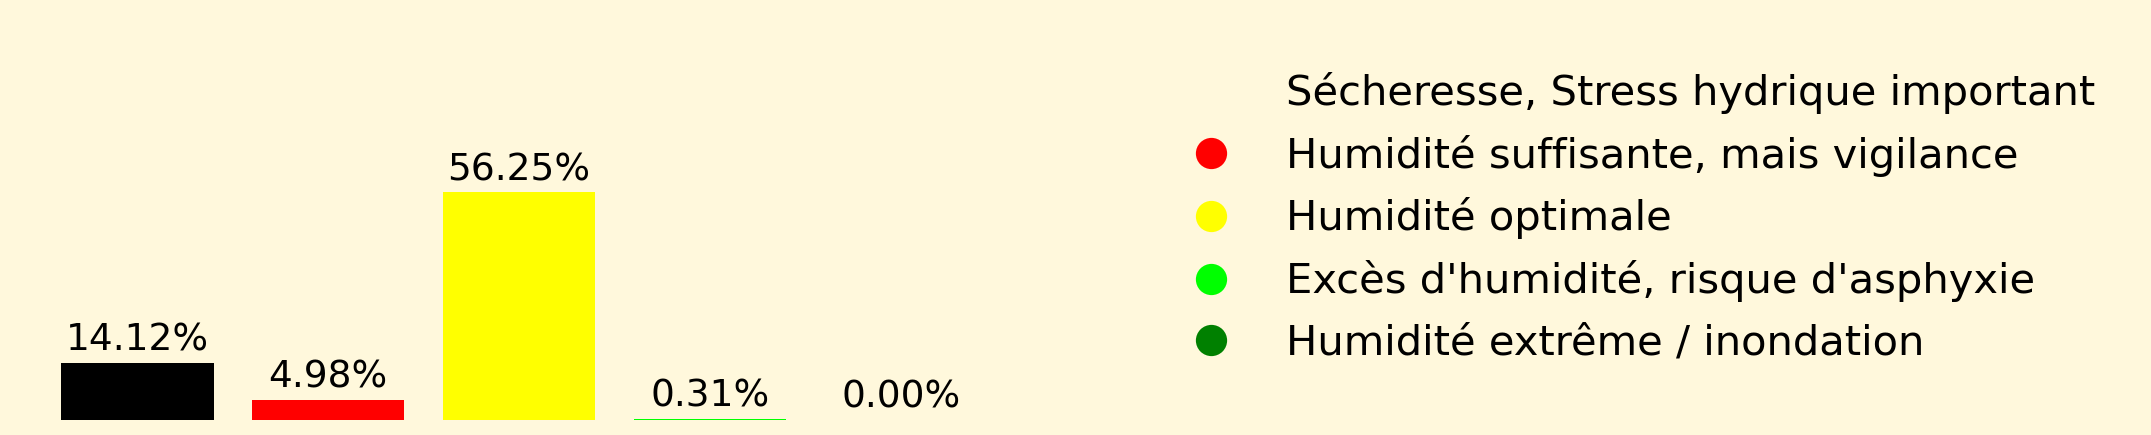 56.25%
14.12%
4.98%
0.31%
0.00%
Sécheresse, Stress hydrique important
Humidité suffisante, mais vigilance
Humidité optimale
Excès d'humidité, risque d'asphyxie
Humidité extrême / inondation